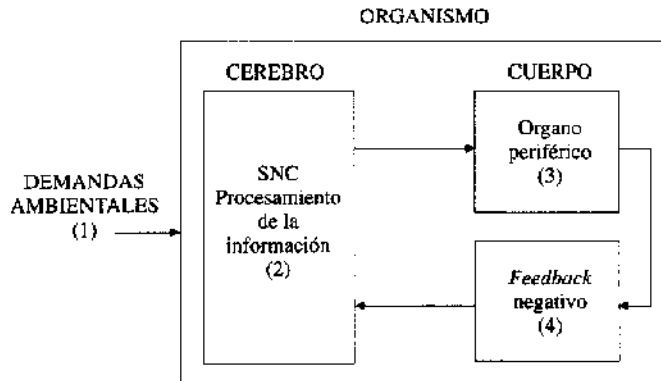 ORGANISMO
CEREBRO
CUERPO
DEMANDAS
AMBIENTALES
(1)
SNC
Procesamiento
de la
información
(2)
Organo
periférico
(3)
Feedback
negativo
(4)